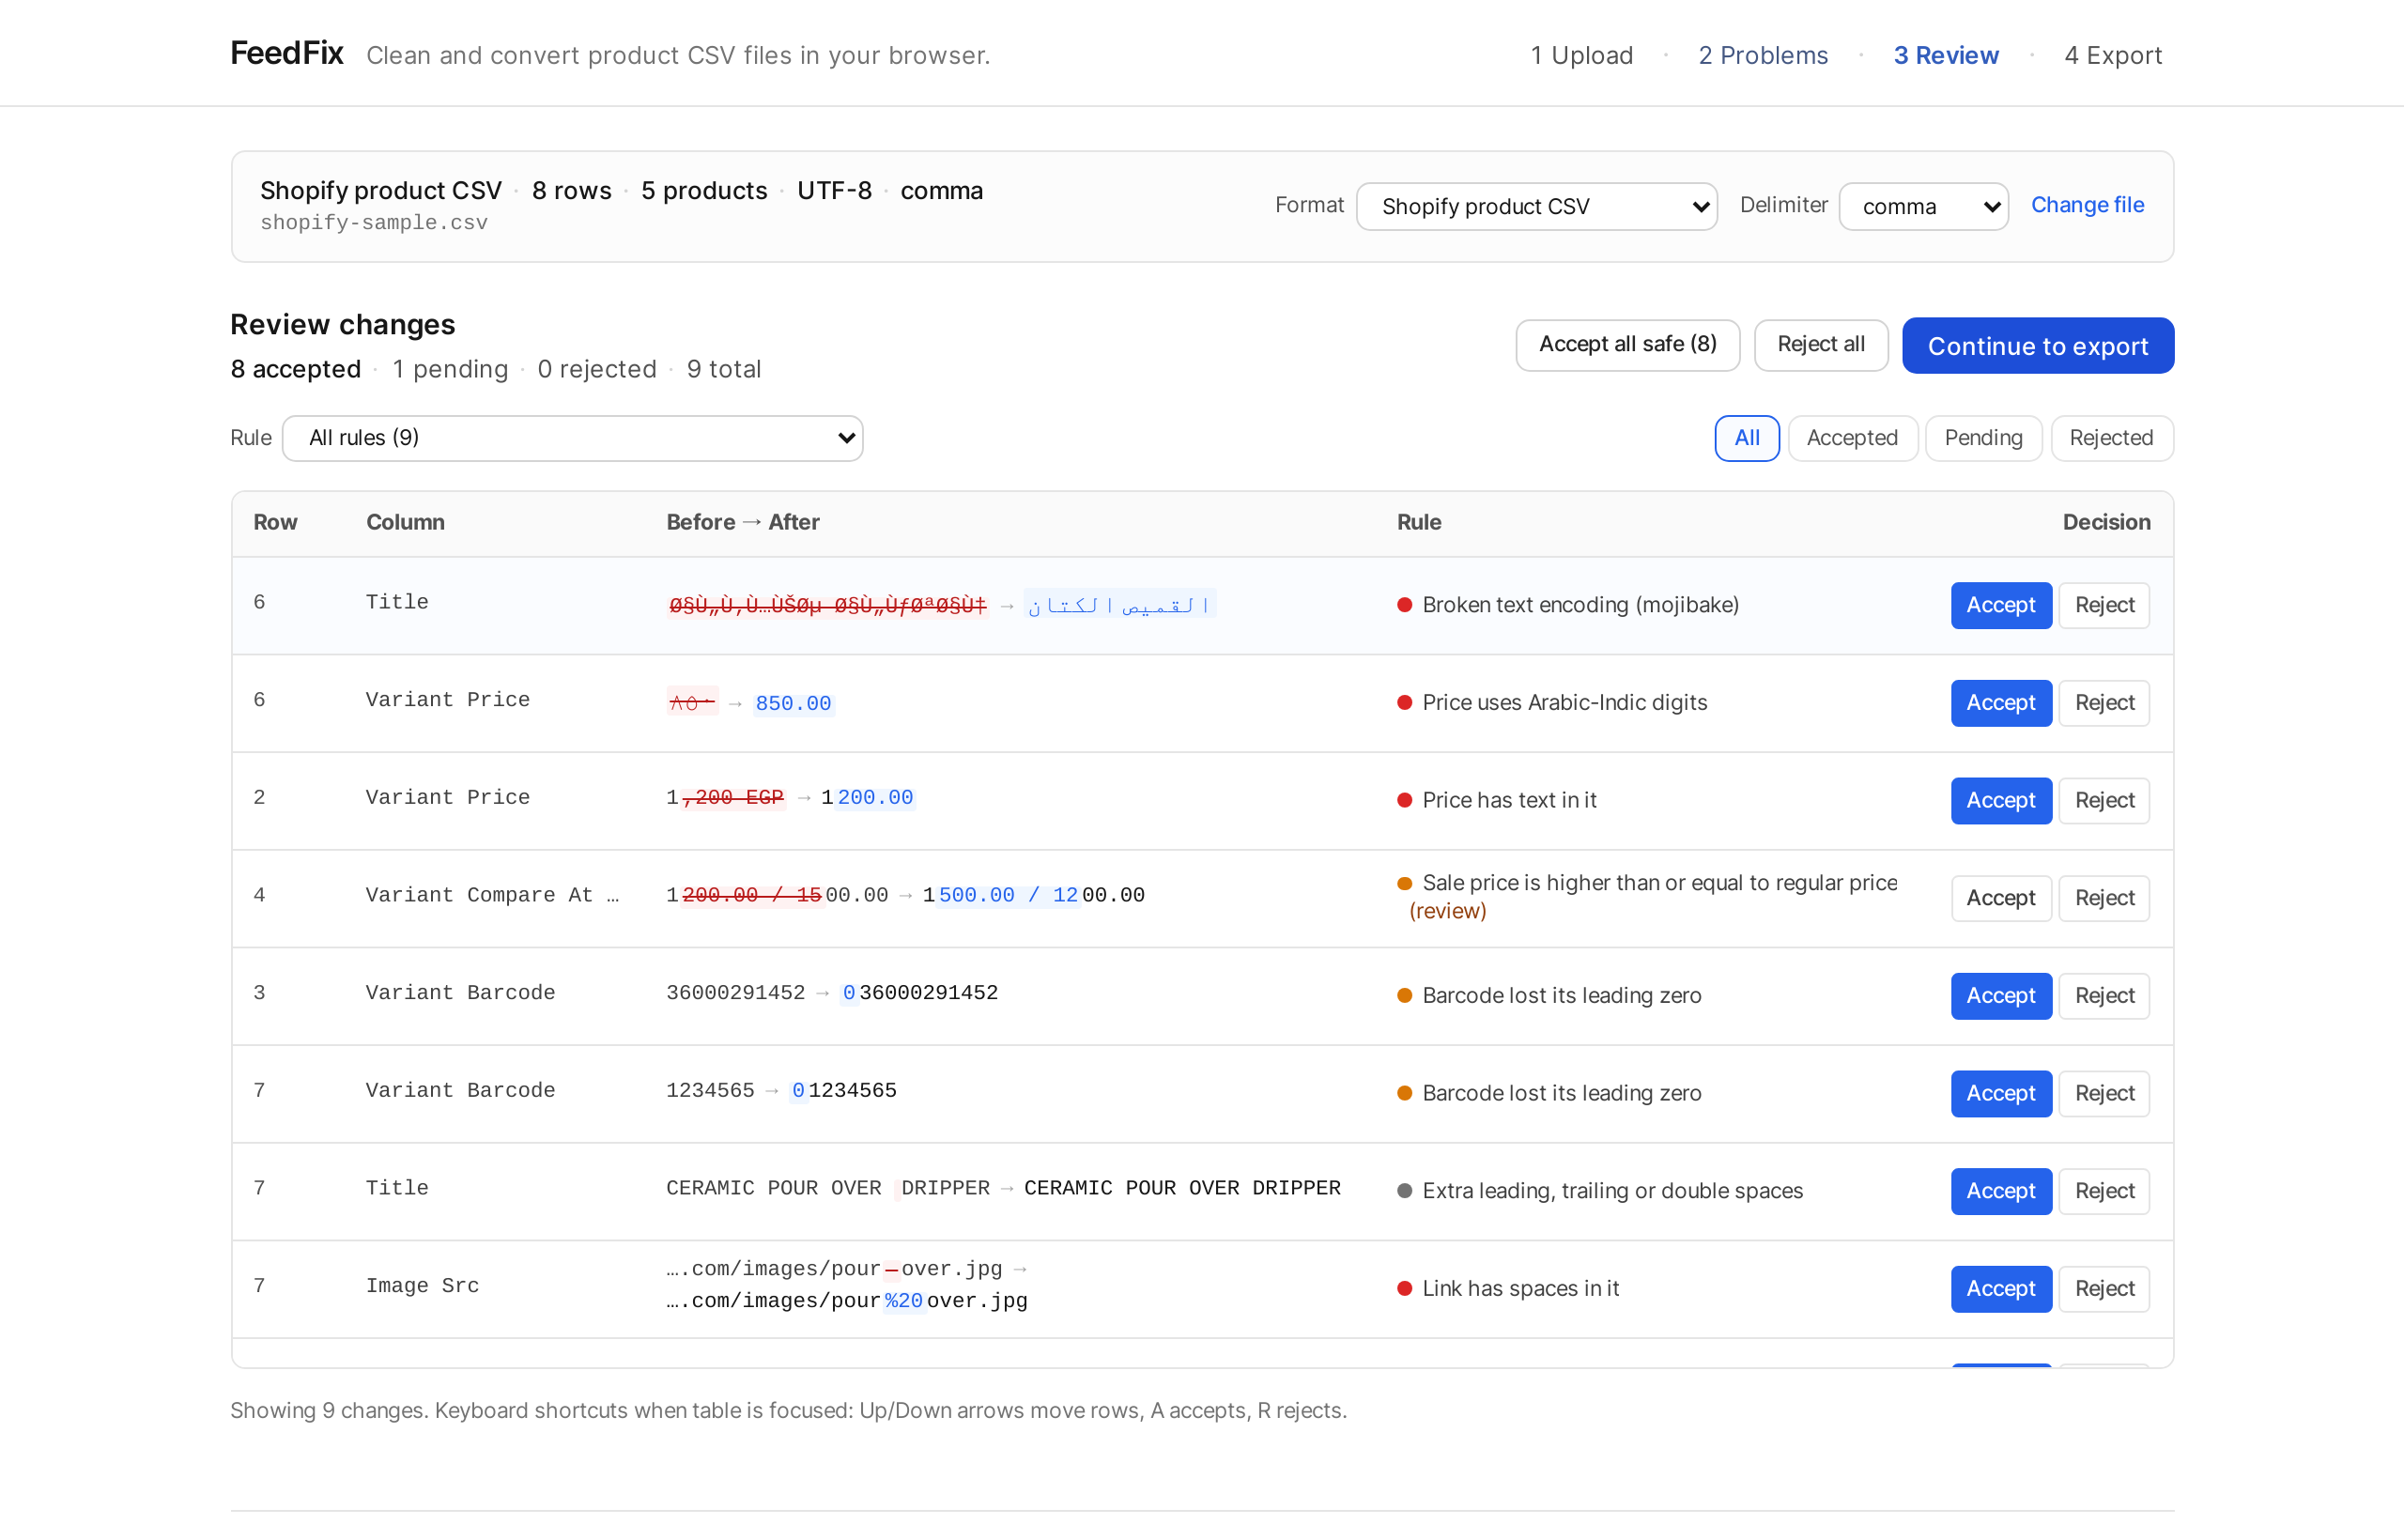 FeedFix Clean and convert product CSV files in your browser. 1 Upload · 2 Problems · 3 Review · 4 Export
Shopify product CSV · 8 rows · 5 products · UTF-8 · comma
shopify-sample.csv
Format Shopify product CSV Delimiter comma Change file
Review changes
8 accepted · 1 pending · 0 rejected · 9 total
Accept all safe (8) Reject all Continue to export
Rule All rules (9) All Accepted Pending Rejected
Row Column Before → After Rule Decision
6 Title Ø§Ù„Ù‚Ù…ÙŠØµ Ø§Ù„ÙƒØªØ§Ù† → القميص الكتان Broken text encoding (mojibake) Accept Reject
6 Variant Price ٨٥٠ → 850.00 Price uses Arabic-Indic digits Accept Reject
2 Variant Price 1,200 EGP → 1200.00 Price has text in it Accept Reject
4 Variant Compare At … 1200.00 / 1500.00 → 1500.00 / 1200.00 Sale price is higher than or equal to regular price
(review) Accept Reject
3 Variant Barcode 36000291452 → 036000291452 Barcode lost its leading zero Accept Reject
7 Variant Barcode 1234565 → 01234565 Barcode lost its leading zero Accept Reject
7 Title CERAMIC POUR OVER  DRIPPER → CERAMIC POUR OVER DRIPPER Extra leading, trailing or double spaces Accept Reject
7 Image Src ….com/images/pour over.jpg →
….com/images/pour%20over.jpg Link has spaces in it Accept Reject
Showing 9 changes. Keyboard shortcuts when table is focused: Up/Down arrows move rows, A accepts, R rejects.